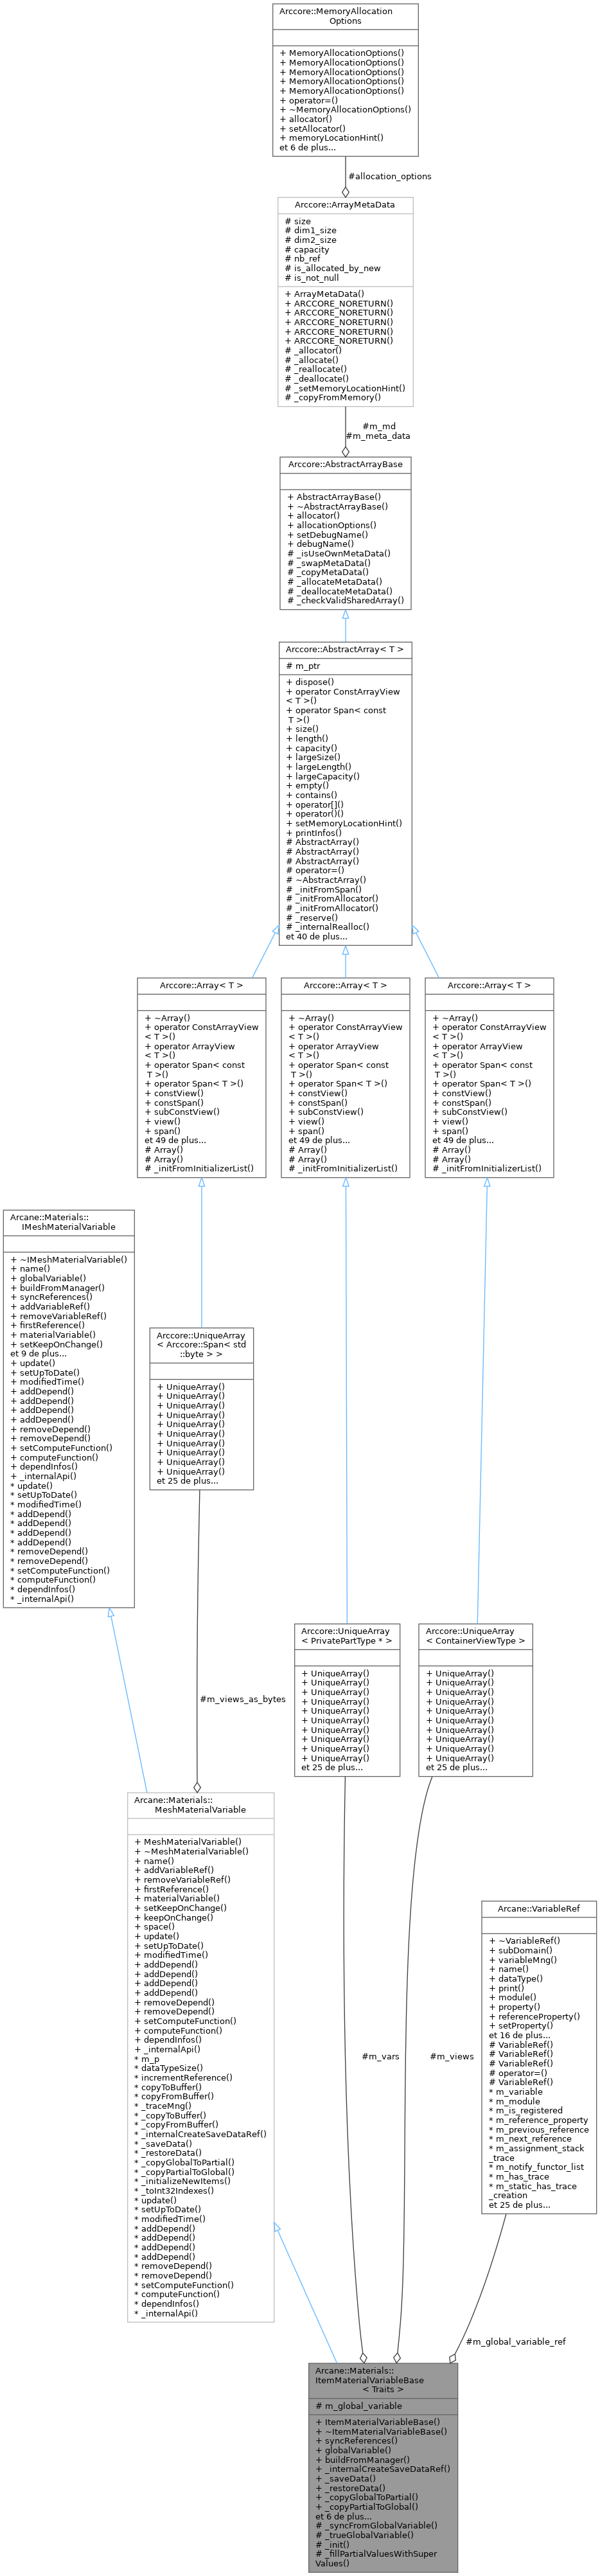 Arccore::MemoryAllocation
Options
+ MemoryAllocationOptions()
+ MemoryAllocationOptions()
+ MemoryAllocationOptions()
+ MemoryAllocationOptions()
+ MemoryAllocationOptions()
+ operator=()
+ ~MemoryAllocationOptions()
+ allocator()
+ setAllocator()
+ memoryLocationHint()
et 6 de plus...
#allocation_options
Arccore::ArrayMetaData
# size
# dim1_size
# dim2_size
# capacity
# nb_ref
# is_allocated_by_new
# is_not_null
+ ArrayMetaData()
+ ARCCORE_NORETURN()
+ ARCCORE_NORETURN()
+ ARCCORE_NORETURN()
+ ARCCORE_NORETURN()
+ ARCCORE_NORETURN()
# _allocator()
# _allocate()
# _reallocate()
# _deallocate()
# _setMemoryLocationHint()
# _copyFromMemory()
#m_md
#m_meta_data
Arccore::AbstractArrayBase
+ AbstractArrayBase()
+ ~AbstractArrayBase()
+ allocator()
+ allocationOptions()
+ setDebugName()
+ debugName()
# _isUseOwnMetaData()
# _swapMetaData()
# _copyMetaData()
# _allocateMetaData()
# _deallocateMetaData()
# _checkValidSharedArray()
Arccore::AbstractArray< T >
# m_ptr
+ dispose()
+ operator ConstArrayView
< T >()
+ operator Span< const
T >()
+ size()
+ length()
+ capacity()
+ largeSize()
+ largeLength()
+ largeCapacity()
+ empty()
+ contains()
+ operator[]()
+ operator()()
+ setMemoryLocationHint()
+ printInfos()
# AbstractArray()
# AbstractArray()
# AbstractArray()
# operator=()
# ~AbstractArray()
# _initFromSpan()
# _initFromAllocator()
# _initFromAllocator()
# _reserve()
# _internalRealloc()
et 40 de plus...
Arccore::Array< T >
+ ~Array()
+ operator ConstArrayView
< T >()
+ operator ArrayView
< T >()
+ operator Span< const
T >()
+ operator Span< T >()
+ constView()
+ constSpan()
+ subConstView()
+ view()
+ span()
et 49 de plus...
# Array()
# Array()
# _initFromInitializerList()
Arccore::Array< T >
+ ~Array()
+ operator ConstArrayView
< T >()
+ operator ArrayView
< T >()
+ operator Span< const
T >()
+ operator Span< T >()
+ constView()
+ constSpan()
+ subConstView()
+ view()
+ span()
et 49 de plus...
# Array()
# Array()
# _initFromInitializerList()
Arccore::Array< T >
+ ~Array()
+ operator ConstArrayView
< T >()
+ operator ArrayView
< T >()
+ operator Span< const
T >()
+ operator Span< T >()
+ constView()
+ constSpan()
+ subConstView()
+ view()
+ span()
et 49 de plus...
# Array()
# Array()
# _initFromInitializerList()
Arcane::Materials::
IMeshMaterialVariable
+ ~IMeshMaterialVariable()
+ name()
+ globalVariable()
+ buildFromManager()
+ syncReferences()
+ addVariableRef()
+ removeVariableRef()
+ firstReference()
+ materialVariable()
+ setKeepOnChange()
et 9 de plus...
+ update()
+ setUpToDate()
+ modifiedTime()
+ addDepend()
+ addDepend()
+ addDepend()
+ addDepend()
+ removeDepend()
+ removeDepend()
+ setComputeFunction()
+ computeFunction()
+ dependInfos()
+ _internalApi()
* update()
* setUpToDate()
* modifiedTime()
* addDepend()
* addDepend()
* addDepend()
* addDepend()
* removeDepend()
* removeDepend()
* setComputeFunction()
* computeFunction()
* dependInfos()
* _internalApi()
Arccore::UniqueArray
< Arccore::Span< std
::byte > >
+ UniqueArray()
+ UniqueArray()
+ UniqueArray()
+ UniqueArray()
+ UniqueArray()
+ UniqueArray()
+ UniqueArray()
+ UniqueArray()
+ UniqueArray()
+ UniqueArray()
et 25 de plus...
Arccore::UniqueArray
< PrivatePartType * >
+ UniqueArray()
+ UniqueArray()
+ UniqueArray()
+ UniqueArray()
+ UniqueArray()
+ UniqueArray()
+ UniqueArray()
+ UniqueArray()
+ UniqueArray()
+ UniqueArray()
et 25 de plus...
Arccore::UniqueArray
< ContainerViewType >
+ UniqueArray()
+ UniqueArray()
+ UniqueArray()
+ UniqueArray()
+ UniqueArray()
+ UniqueArray()
+ UniqueArray()
+ UniqueArray()
+ UniqueArray()
+ UniqueArray()
et 25 de plus...
#m_views_as_bytes
Arcane::Materials::
MeshMaterialVariable
+ MeshMaterialVariable()
+ ~MeshMaterialVariable()
+ name()
+ addVariableRef()
+ removeVariableRef()
+ firstReference()
+ materialVariable()
+ setKeepOnChange()
+ keepOnChange()
+ space()
+ update()
+ setUpToDate()
+ modifiedTime()
+ addDepend()
+ addDepend()
+ addDepend()
+ addDepend()
+ removeDepend()
+ removeDepend()
+ setComputeFunction()
+ computeFunction()
+ dependInfos()
+ _internalApi()
* m_p
* dataTypeSize()
* incrementReference()
* copyToBuffer()
* copyFromBuffer()
* _traceMng()
* _copyToBuffer()
* _copyFromBuffer()
* _internalCreateSaveDataRef()
* _saveData()
* _restoreData()
* _copyGlobalToPartial()
* _copyPartialToGlobal()
* _initializeNewItems()
* _toInt32Indexes()
* update()
* setUpToDate()
* modifiedTime()
* addDepend()
* addDepend()
* addDepend()
* addDepend()
* removeDepend()
* removeDepend()
* setComputeFunction()
* computeFunction()
* dependInfos()
* _internalApi()
Arcane::VariableRef
+ ~VariableRef()
+ subDomain()
+ variableMng()
+ name()
+ dataType()
+ print()
+ module()
+ property()
+ referenceProperty()
+ setProperty()
et 16 de plus...
# VariableRef()
# VariableRef()
# VariableRef()
# operator=()
# VariableRef()
* m_variable
* m_module
* m_is_registered
* m_reference_property
* m_previous_reference
* m_next_reference
* m_assignment_stack
_trace
* m_notify_functor_list
* m_has_trace
* m_static_has_trace
_creation
et 25 de plus...
#m_vars
#m_views
#m_global_variable_ref
Arcane::Materials::
ItemMaterialVariableBase
< Traits >
# m_global_variable
+ ItemMaterialVariableBase()
+ ~ItemMaterialVariableBase()
+ syncReferences()
+ globalVariable()
+ buildFromManager()
+ _internalCreateSaveDataRef()
+ _saveData()
+ _restoreData()
+ _copyGlobalToPartial()
+ _copyPartialToGlobal()
et 6 de plus...
# _syncFromGlobalVariable()
# _trueGlobalVariable()
# _init()
# _fillPartialValuesWithSuper
Values()